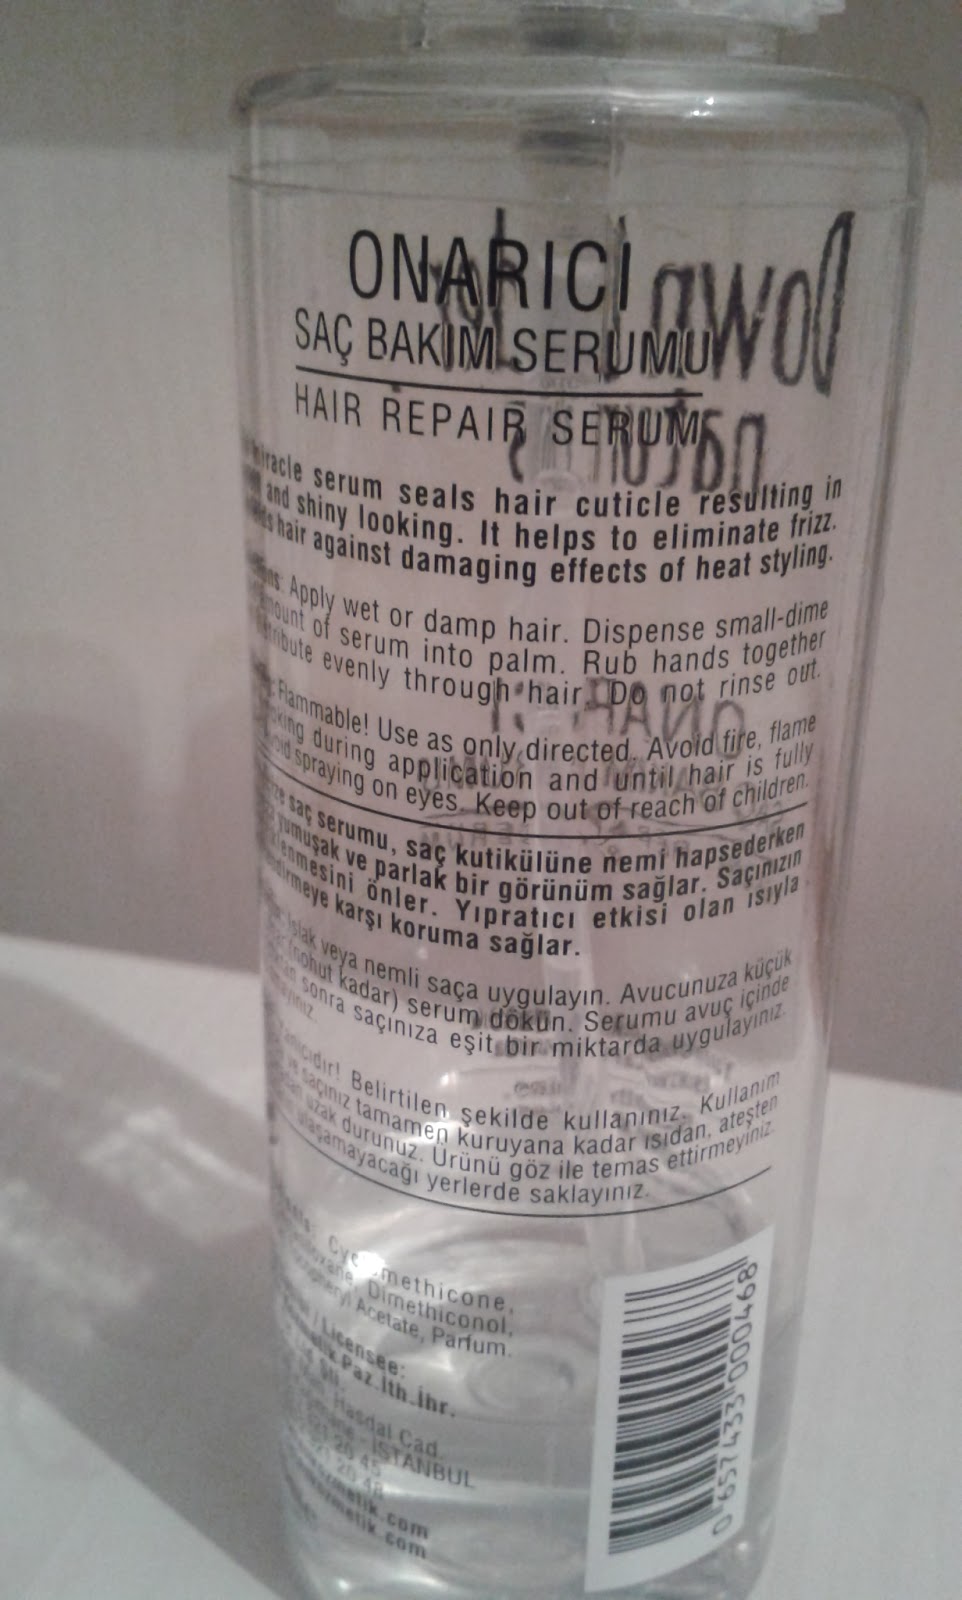 ONARICI
SAÇ BAKIM SERUMU
HAIR REPAIR SERUM
miracle serum seals hair cuticle resulting in
and shiny looking. It helps to eliminate frizz.
hair against damaging effects of heat styling.
Apply wet or damp hair. Dispense small-dime
amount of serum into palm. Rub hands together
distribute evenly through hair. Do not rinse out.
Flammable! Use as only directed. Avoid fire, flame
during application and until hair is fully
spraying on eyes. Keep out of reach of children.
saç serumu, saç kutikülüne nemi hapsederken
yumuşak ve parlak bir görünüm sağlar. Saçınızın
önler. Yıpratıcı etkisi olan ısıyla
karşı koruma sağlar.
Islak veya nemli saça uygulayın. Avucunuza küçük
(nohut kadar) serum dökün. Serumu avuç içinde
sonra saçınıza eşit bir miktarda uygulayınız.
Yanıcıdır! Belirtilen şekilde kullanınız. Kullanım
ve saçınız tamamen kuruyana kadar ısıdan, ateşten
uzak durunuz. Ürünü göz ile temas ettirmeyiniz.
ulaşamayacağı yerlerde saklayınız.
Dimethiconol,
Acetate, Parfum.
/ Licensee:
Paz.İth.İhr.
Şti.
Hasdal Cad.
İSTANBUL
0 657433 000468